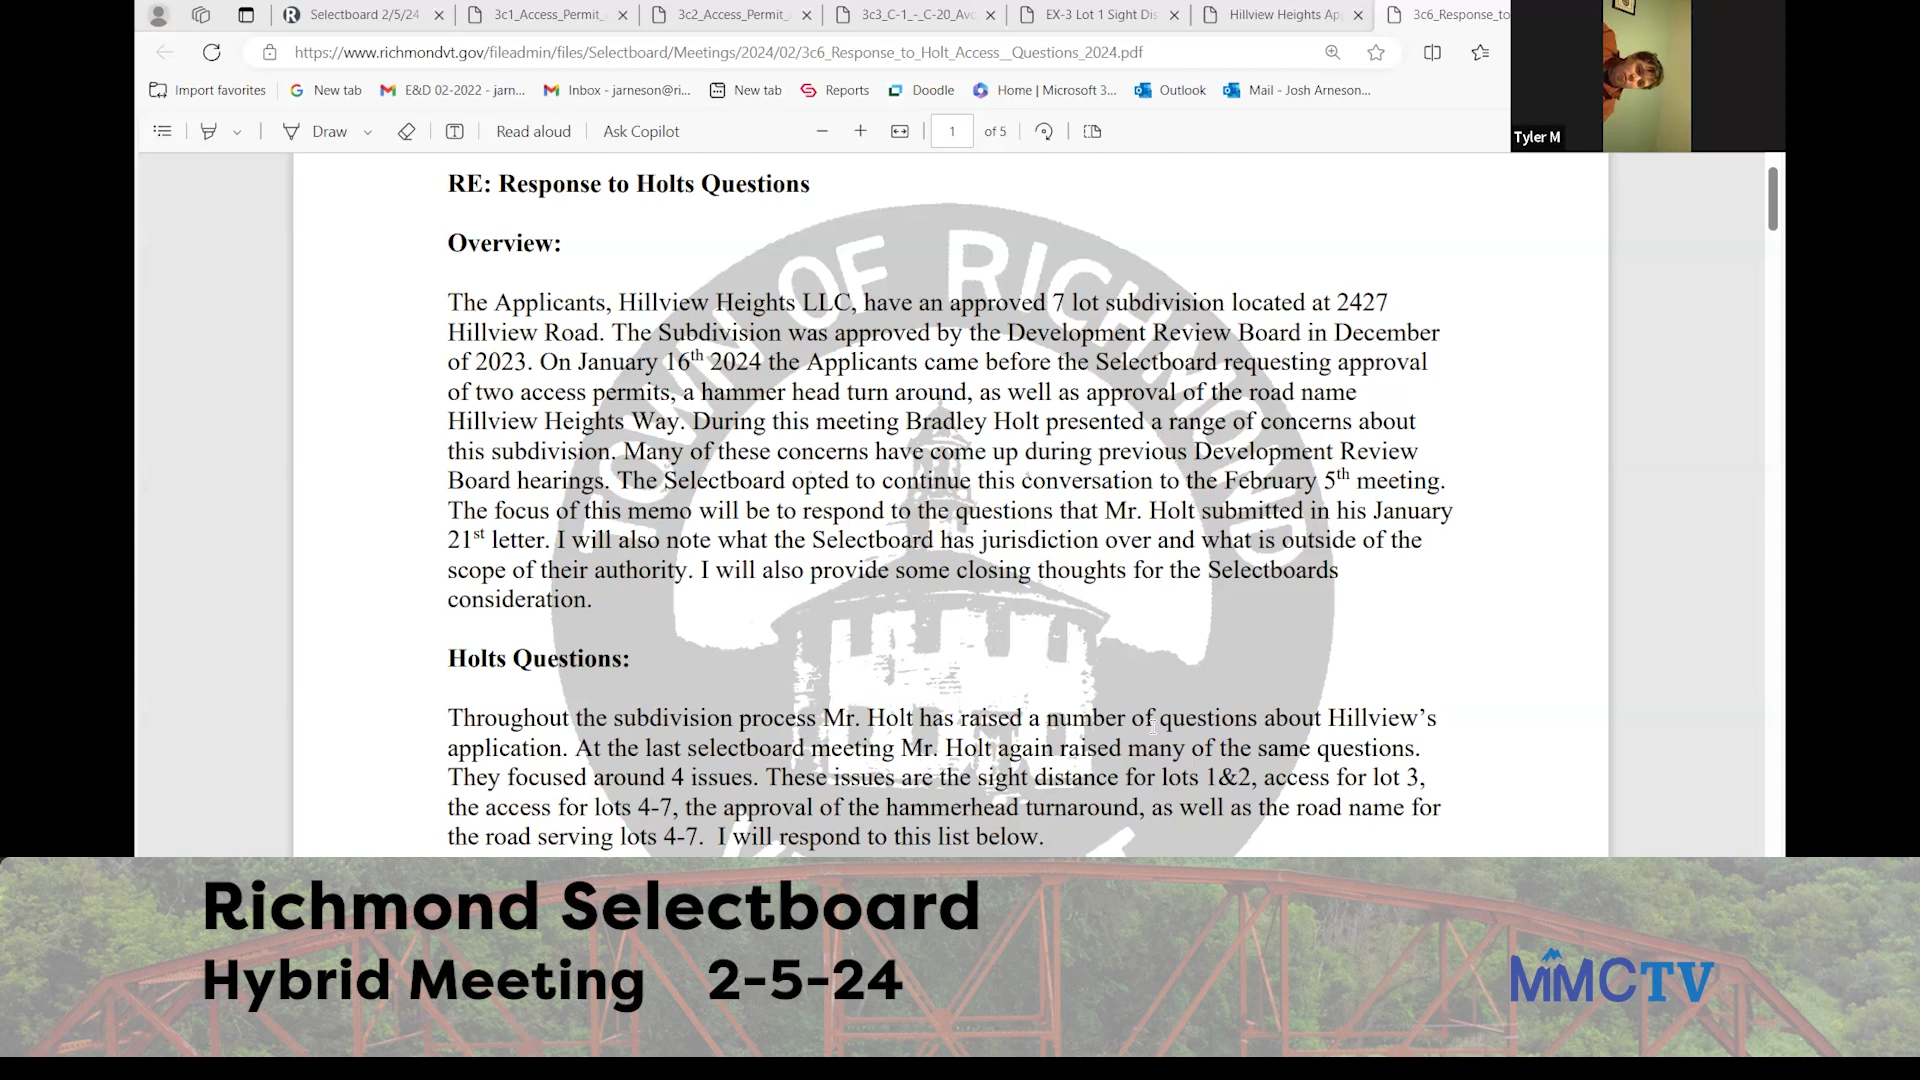 Selectboard 2/5/24
3c1_Access_Permit_
3c2_Access_Permit_
3c3_C-1_-_C-20_Avc
EX-3 Lot 1 Sight Dis
Hillview Heights Ap
3c6_Response_to
https://www.richmondvt.gov/fileadmin/files/Selectboard/Meetings/2024/02/3c6_Response_to_Holt_Access__Questions_2024.pdf
Import favorites
New tab
E&D 02-2022 - jarn...
Inbox - jarneson@ri...
New tab
Reports
Doodle
Home | Microsoft 3...
Outlook
Mail - Josh Arneson...
Draw
Read aloud
Ask Copilot
1 of 5
Tyler M
RE: Response to Holts Questions
Overview:
The Applicants, Hillview Heights LLC, have an approved 7 lot subdivision located at 2427
Hillview Road. The Subdivision was approved by the Development Review Board in December
of 2023. On January 16th 2024 the Applicants came before the Selectboard requesting approval
of two access permits, a hammer head turn around, as well as approval of the road name
Hillview Heights Way. During this meeting Bradley Holt presented a range of concerns about
this subdivision. Many of these concerns have come up during previous Development Review
Board hearings. The Selectboard opted to continue this conversation to the February 5th meeting.
The focus of this memo will be to respond to the questions that Mr. Holt submitted in his January
21st letter. I will also note what the Selectboard has jurisdiction over and what is outside of the
scope of their authority. I will also provide some closing thoughts for the Selectboards
consideration.
Holts Questions:
Throughout the subdivision process Mr. Holt has raised a number of questions about Hillview's
application. At the last selectboard meeting Mr. Holt again raised many of the same questions.
They focused around 4 issues. These issues are the sight distance for lots 1&2, access for lot 3,
the access for lots 4-7, the approval of the hammerhead turnaround, as well as the road name for
the road serving lots 4-7.  I will respond to this list below.
TOWN OF RICHMOND
Richmond Selectboard
Hybrid Meeting 2-5-24
MMCTV